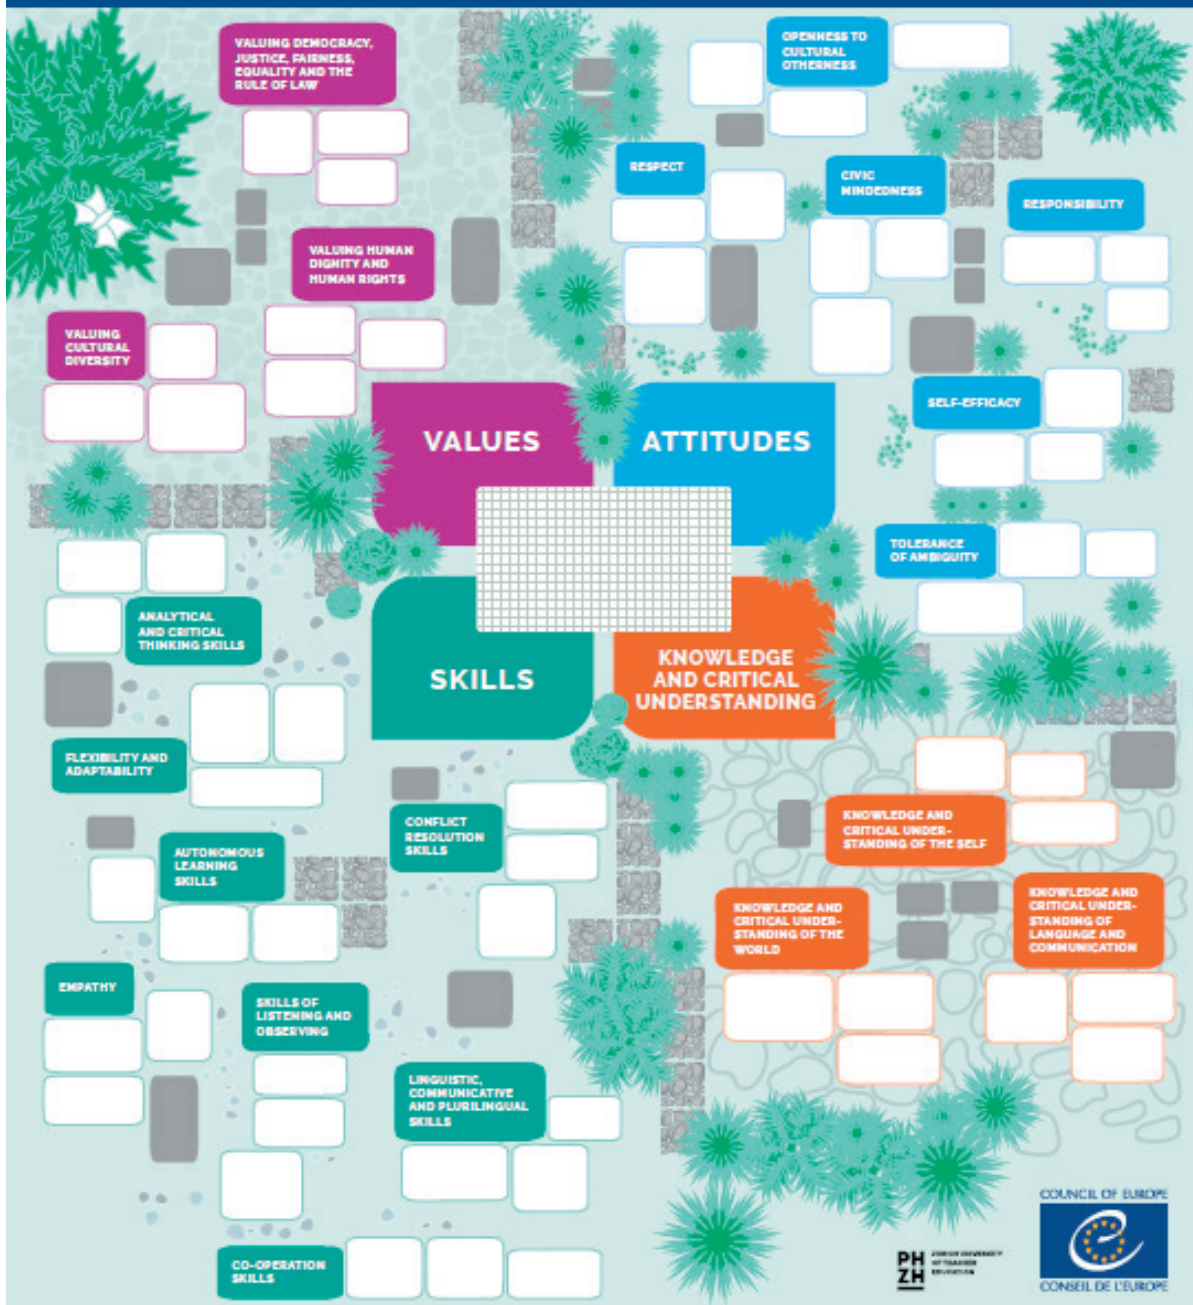 VALUING DEMOCRACY,
JUSTICE, FAIRNESS,
EQUALITY AND THE
RULE OF LAW
VALUING HUMAN
DIGNITY AND
HUMAN RIGHTS
VALUING
CULTURAL
DIVERSITY
OPENNESS TO
CULTURAL
OTHERNESS
RESPECT
CIVIC
MINDEDNESS
RESPONSIBILITY
SELF-EFFICACY
TOLERANCE
OF AMBIGUITY
VALUES
ATTITUDES
SKILLS
KNOWLEDGE
AND CRITICAL
UNDERSTANDING
ANALYTICAL
AND CRITICAL
THINKING SKILLS
FLEXIBILITY AND
ADAPTABILITY
AUTONOMOUS
LEARNING
SKILLS
CONFLICT
RESOLUTION
SKILLS
EMPATHY
SKILLS OF
LISTENING AND
OBSERVING
LINGUISTIC,
COMMUNICATIVE
AND PLURILINGUAL
SKILLS
CO-OPERATION
SKILLS
KNOWLEDGE AND
CRITICAL UNDER-
STANDING OF THE SELF
KNOWLEDGE AND
CRITICAL UNDER-
STANDING OF THE
WORLD
KNOWLEDGE AND
CRITICAL UNDER-
STANDING OF
LANGUAGE AND
COMMUNICATION
PH
ZH
ZURICH UNIVERSITY
OF TEACHER
EDUCATION
COUNCIL OF EUROPE
CONSEIL DE L'EUROPE